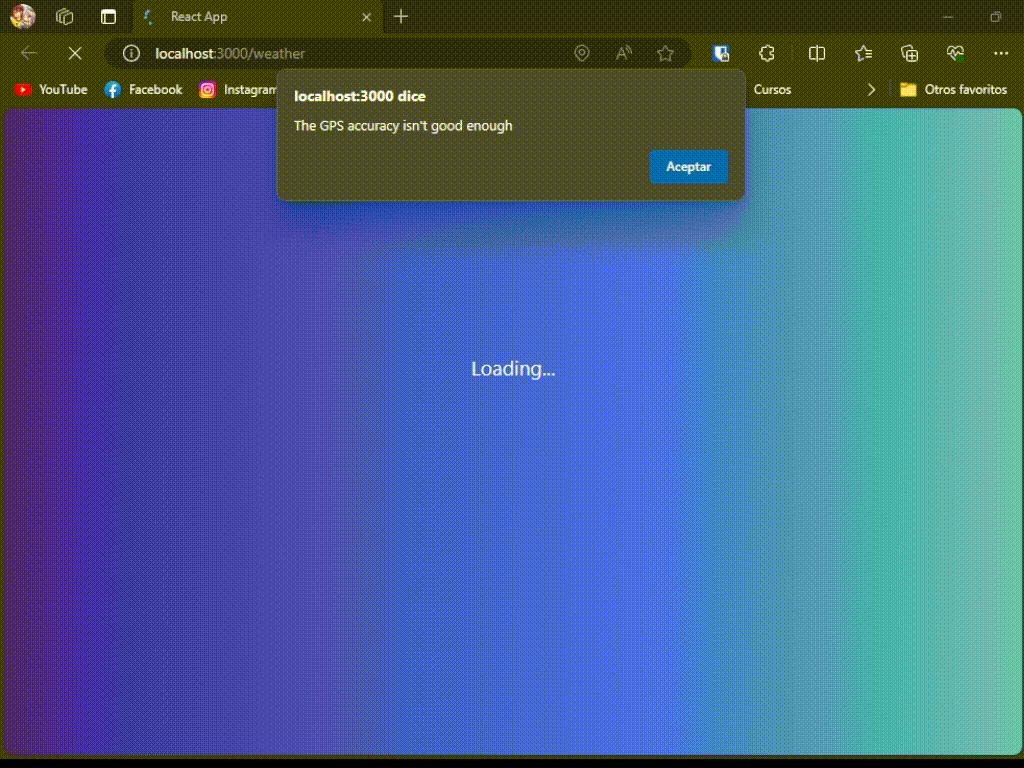 React App
localhost:3000/weather
YouTube
Facebook
Instagram
Cursos
Otros favoritos
localhost:3000 dice
The GPS accuracy isn't good enough
Aceptar
Loading...